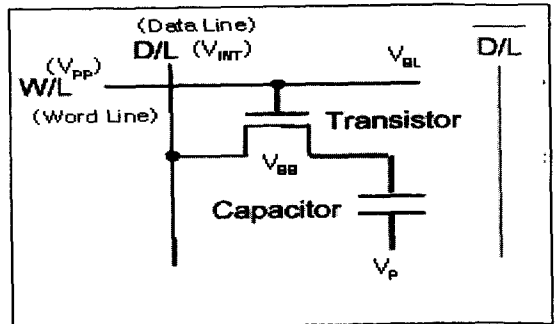 (Data Line)
D/L (V_INT) D/L
(V_PP) V_BL
W/L
(Word Line) Transistor
V_BB
Capacitor
V_P